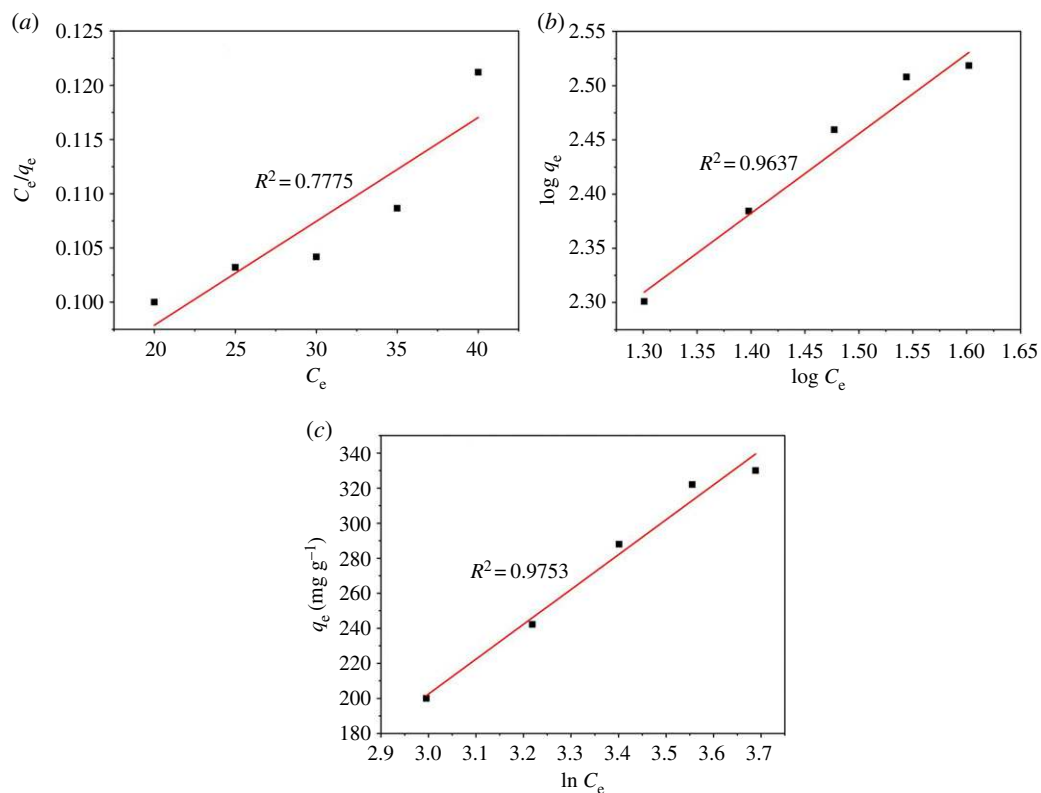 (a)
0.125
0.120
0.115
0.110
0.105
0.100
Ce/qe
R² = 0.7775
20 25 30 35 40
Ce
(b)
2.55
2.50
2.45
2.40
2.35
2.30
log qe
R² = 0.9637
1.30 1.35 1.40 1.45 1.50 1.55 1.60 1.65
log Ce
(c)
340
320
300
280
260
240
220
200
180
qe (mg g⁻¹)
R² = 0.9753
2.9 3.0 3.1 3.2 3.3 3.4 3.5 3.6 3.7
ln Ce